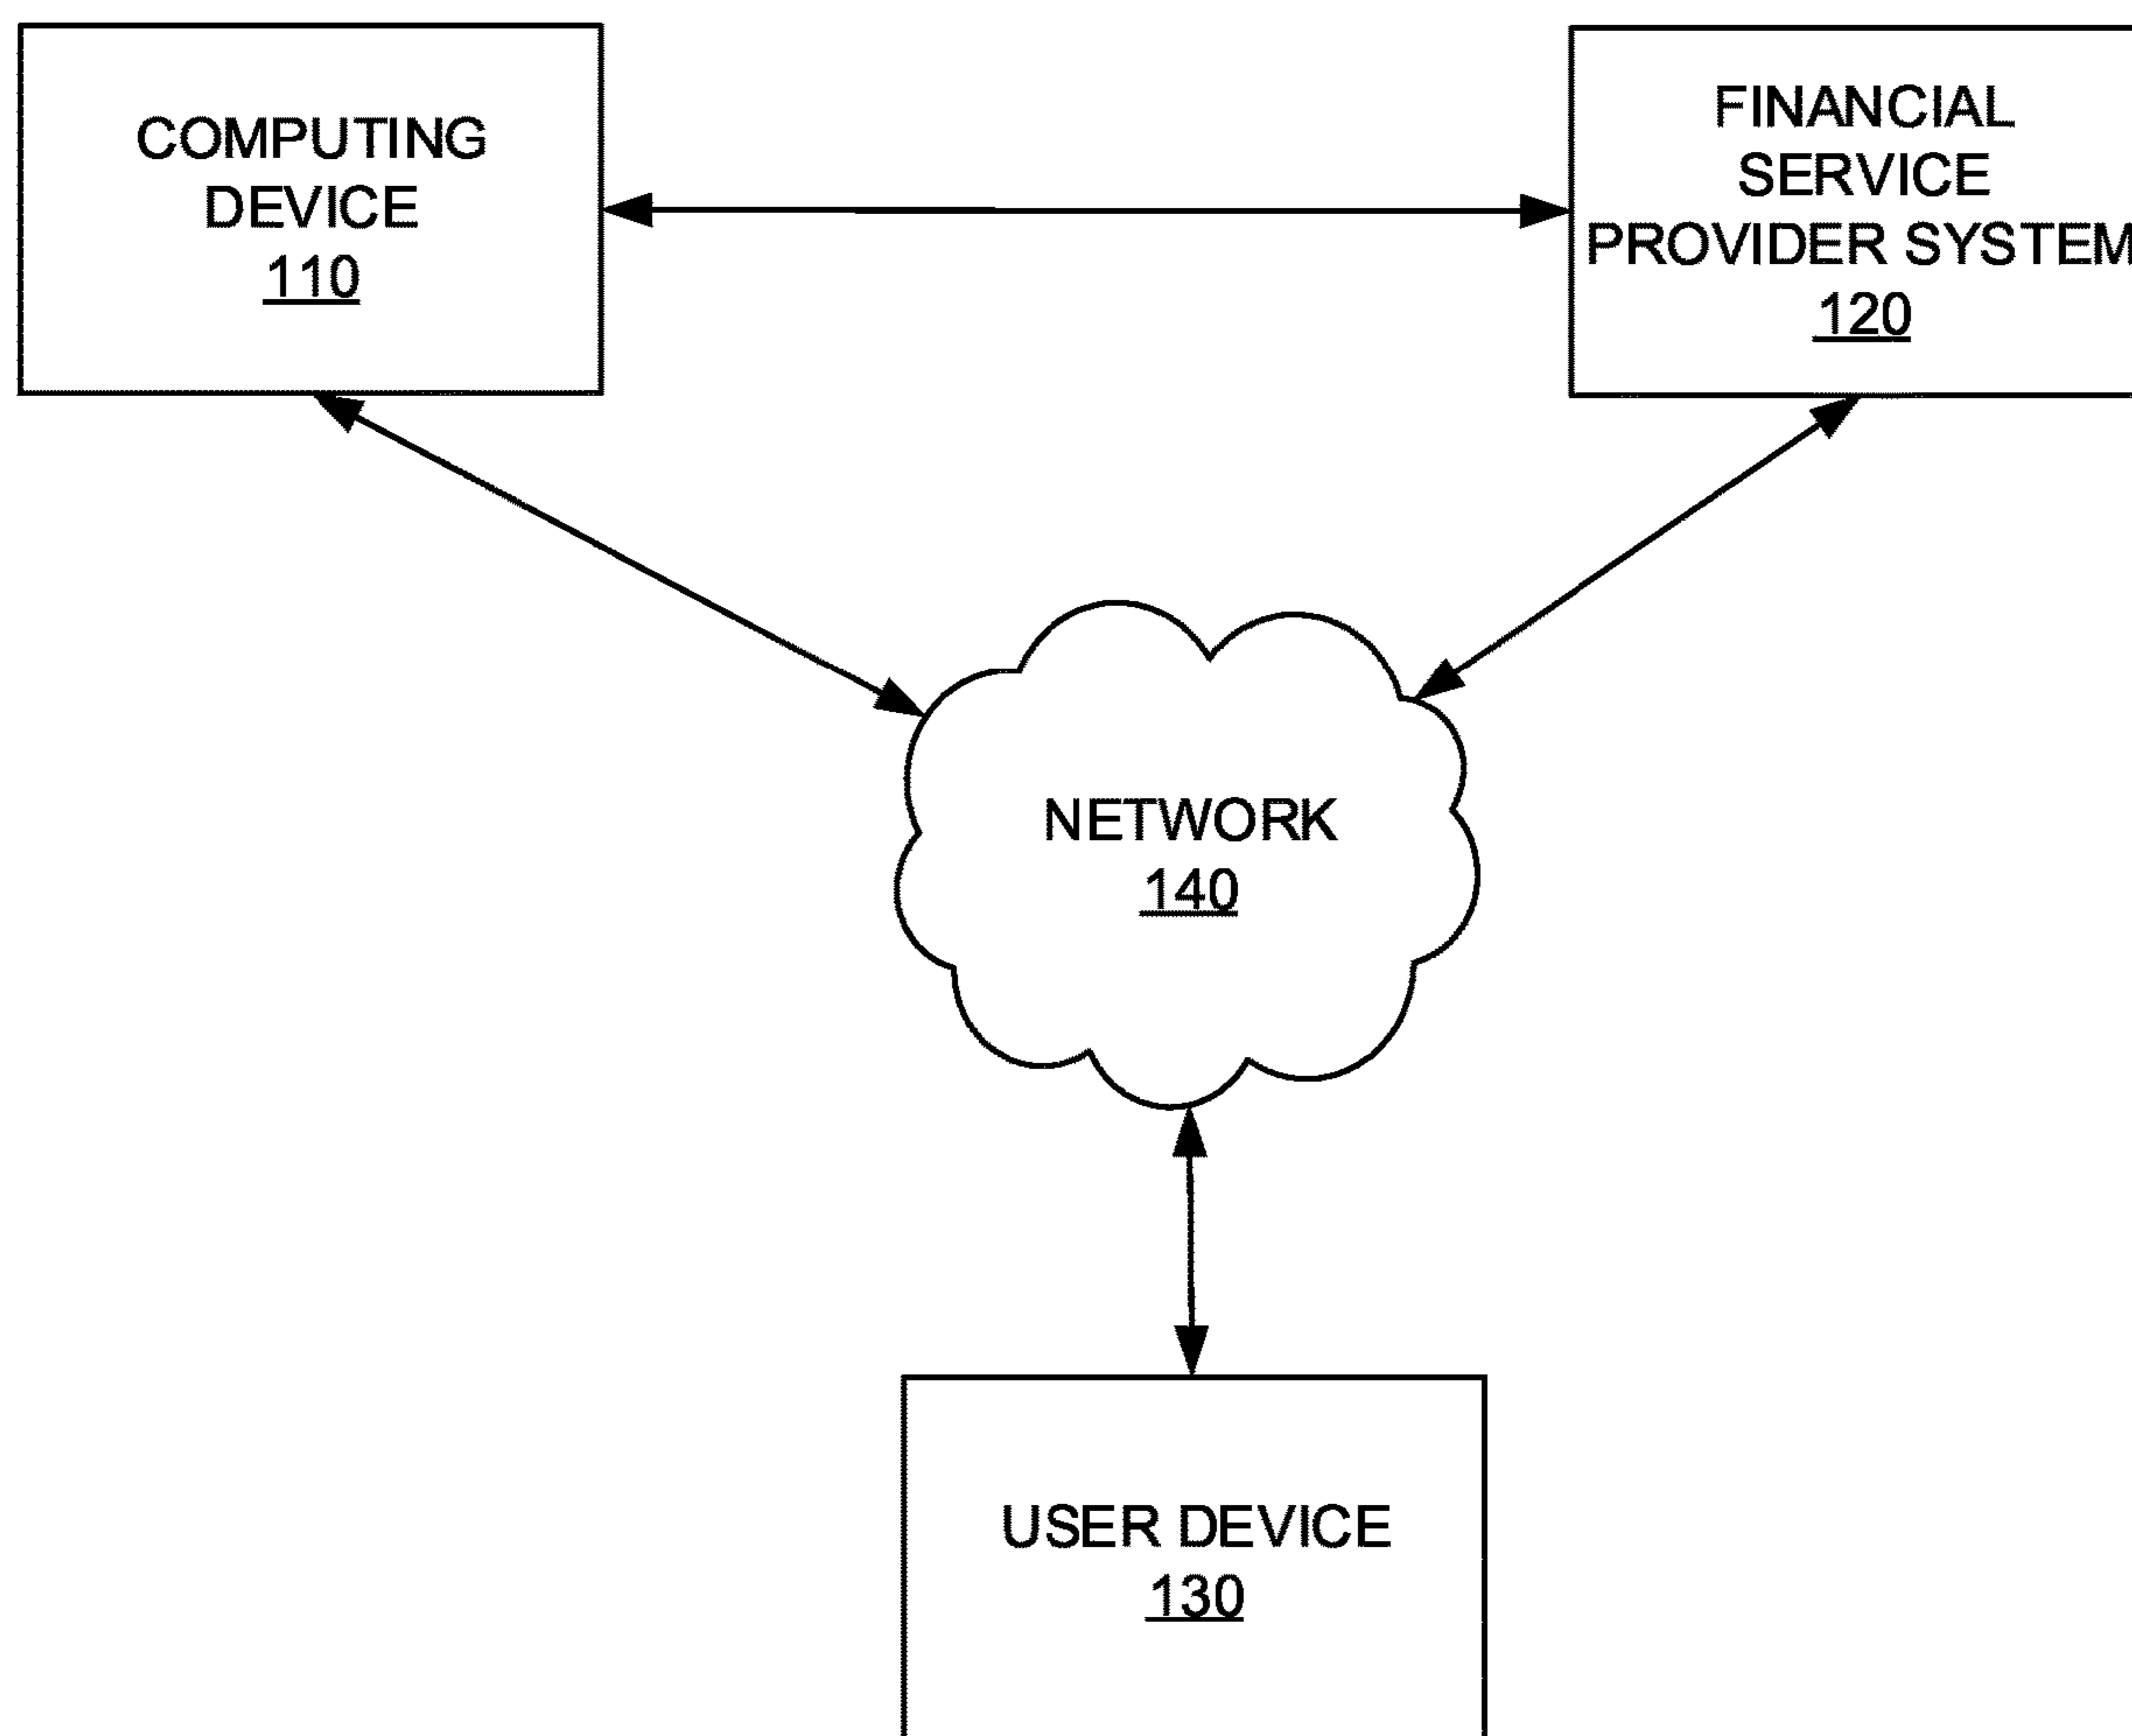 COMPUTING
DEVICE
110
FINANCIAL
SERVICE
PROVIDER SYSTEM
120
NETWORK
140
USER DEVICE
130